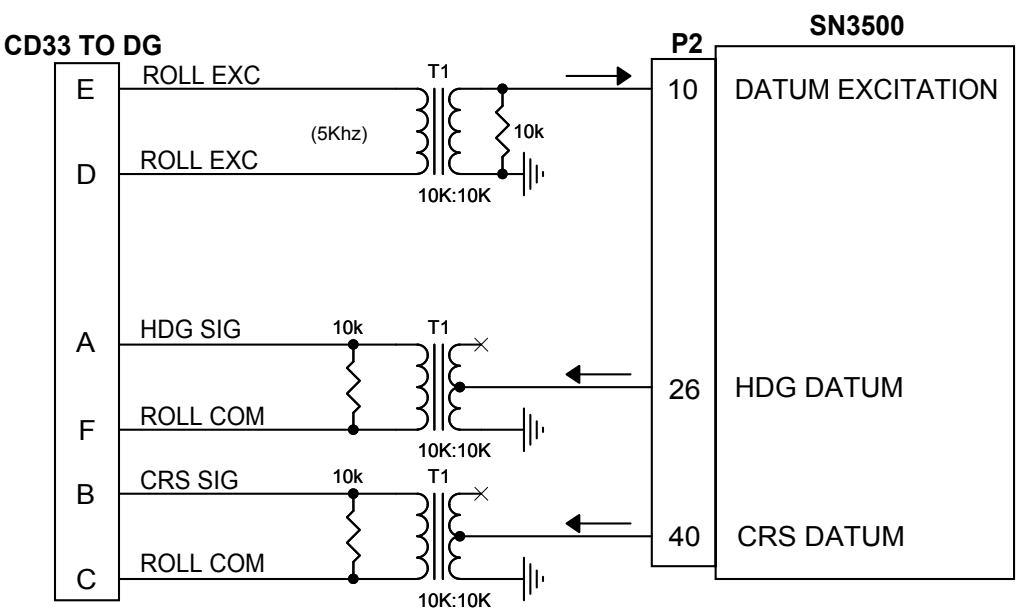 SN3500
CD33 TO DG
P2
E
ROLL EXC
T1
10
DATUM EXCITATION
(5Khz)
10k
D
ROLL EXC
10K:10K
A
HDG SIG
10k
T1
26
HDG DATUM
F
ROLL COM
10K:10K
B
CRS SIG
10k
T1
40
CRS DATUM
C
ROLL COM
10K:10K